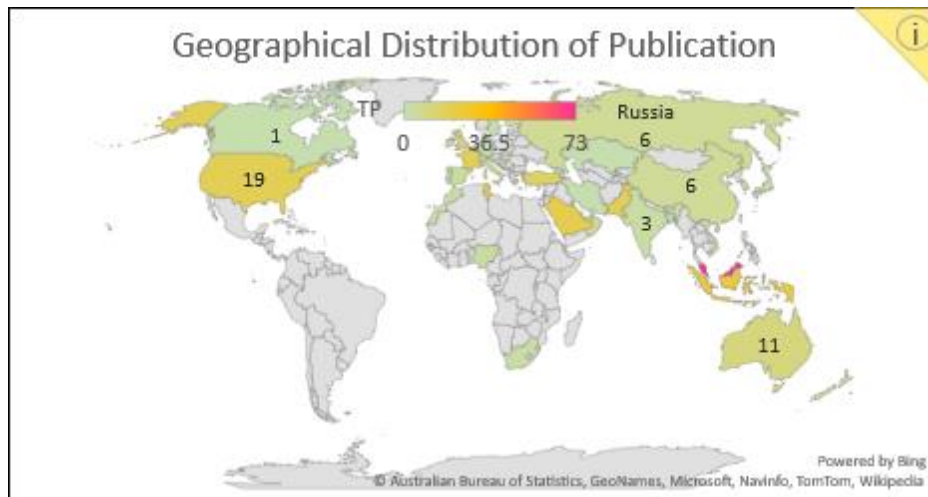 Geographical Distribution of Publication
i
TP
Russia
0
36.5
73
6
1
19
6
3
11
Powered by Bing
© Australian Bureau of Statistics, GeoNames, Microsoft, Navinfo, TomTom, Wikipedia